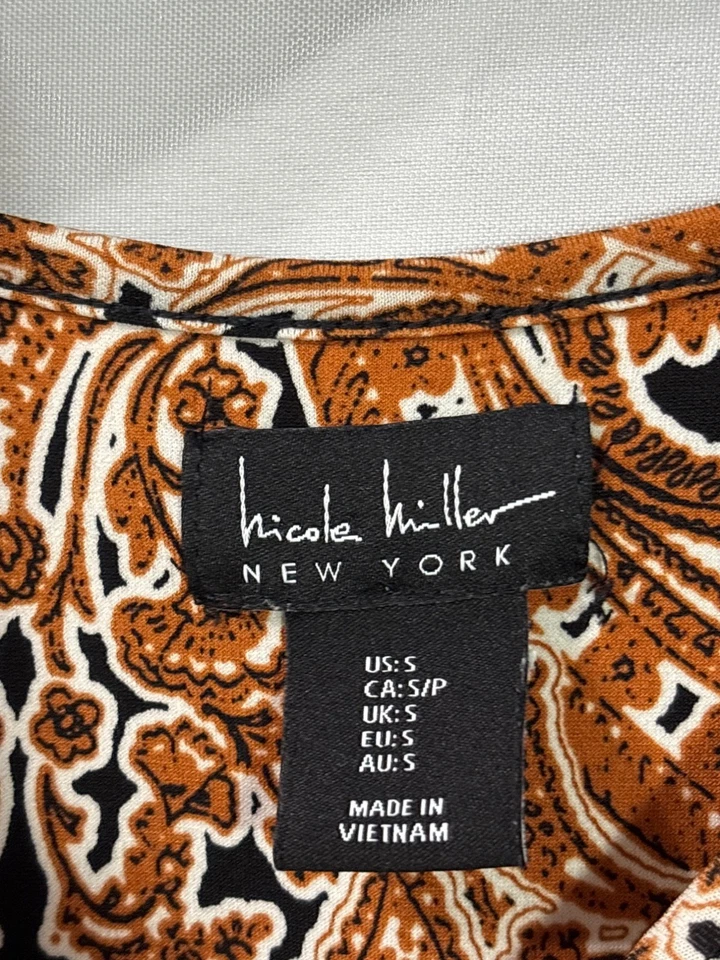 nicole miller
NEW YORK
US: S
CA: S/P
UK: S
EU: S
AU: S
MADE IN
VIETNAM